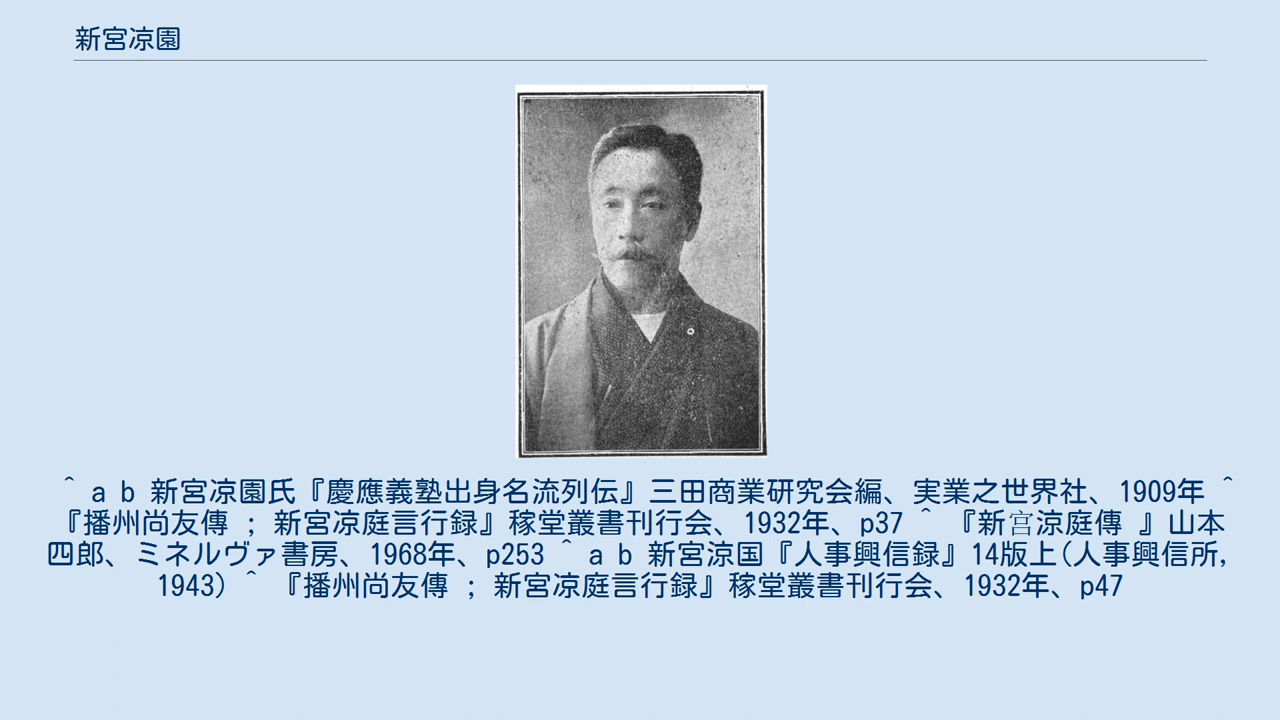 新宮凉園
^ a b 新宮凉園氏『慶應義塾出身名流列伝』三田商業研究会編、実業之世界社、1909年 ^
『播州尚友傳 ; 新宮凉庭言行録』稼堂叢書刊行会、1932年、p37 ^ 『新宮涼庭傳 』山本
四郎、ミネルヴァ書房、1968年、p253 ^ a b 新宮涼国『人事興信録』14版上(人事興信所,
1943) ^ 『播州尚友傳 ; 新宮凉庭言行録』稼堂叢書刊行会、1932年、p47